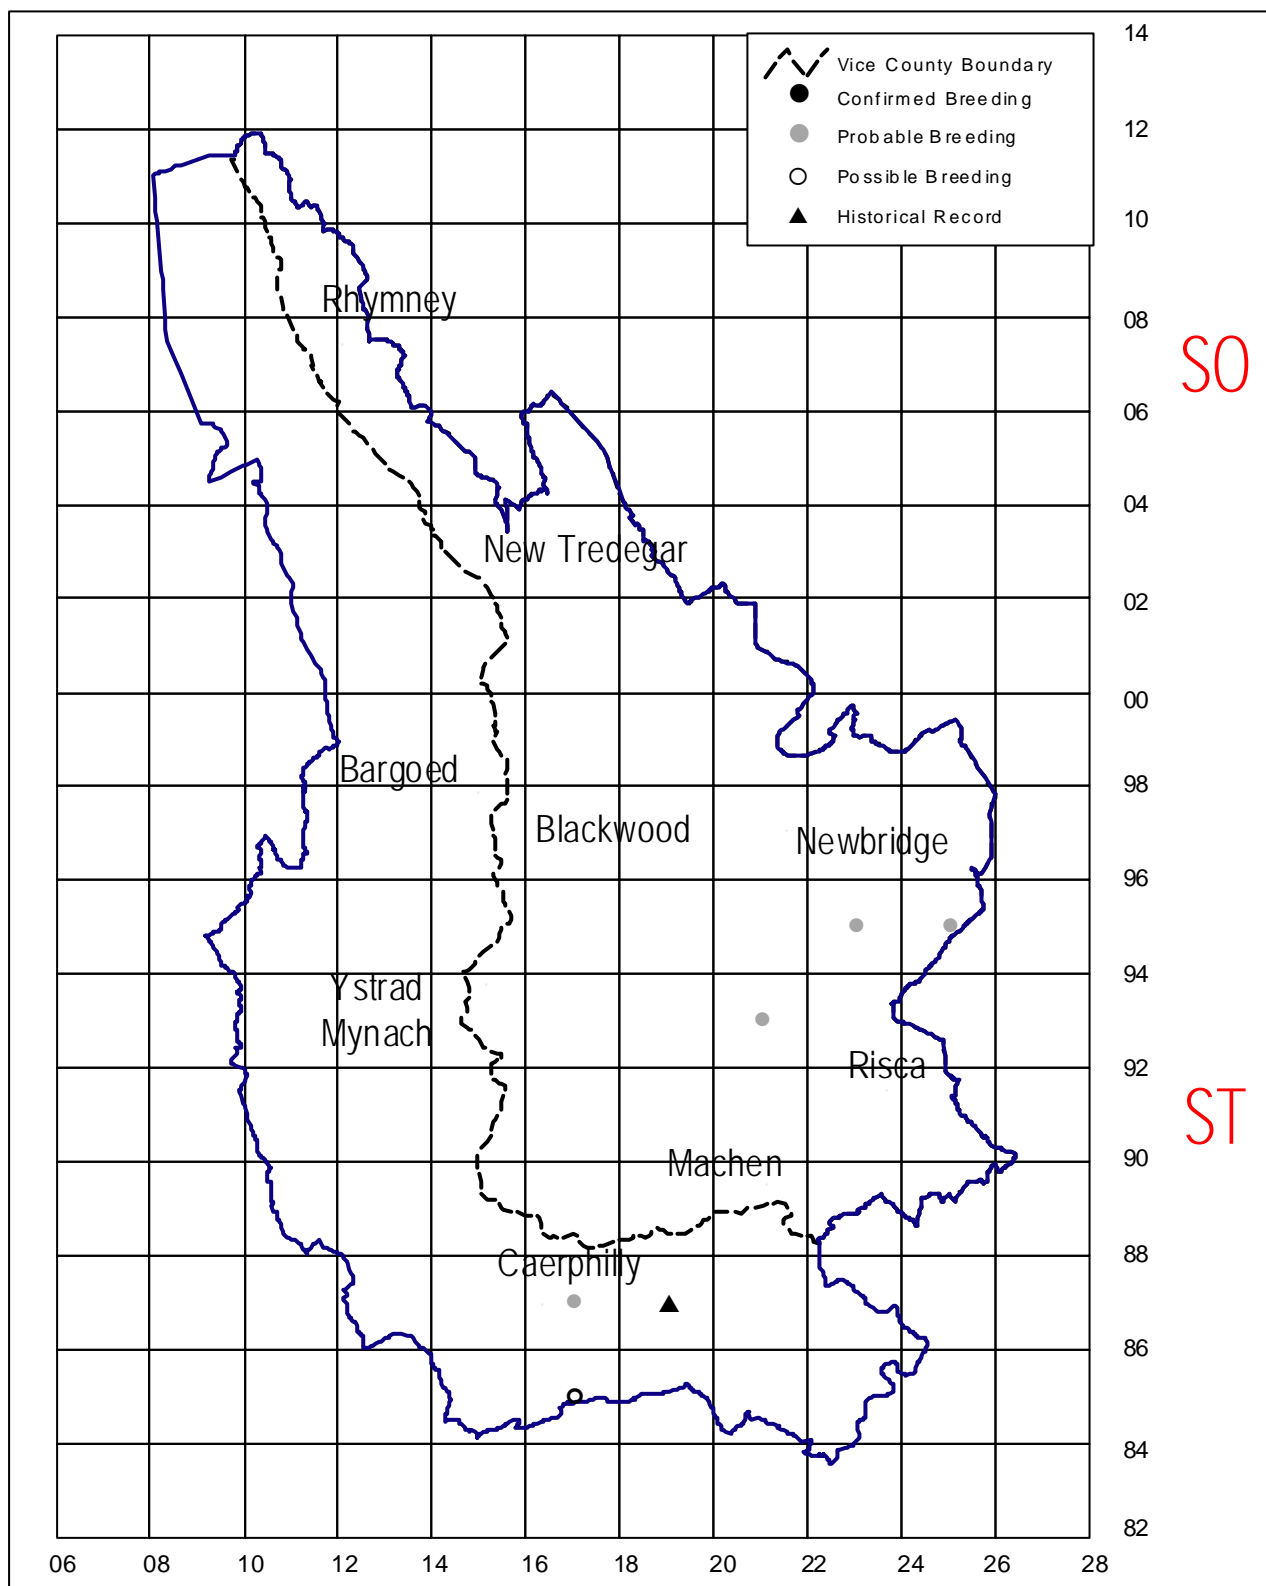 14
Vice County Boundary
Confirmed Breeding
12
Probable Breeding
Possible Breeding
Historical Record
10
Rhymney
08
SO
06
04
New Tredegar
02
00
Bargoed
98
Blackwood
Newbridge
96
94
Ystrad
Mynach
Risca
92
ST
90
Machen
88
Caerphilly
86
84
82
06
08
10
12
14
16
18
20
22
24
26
28